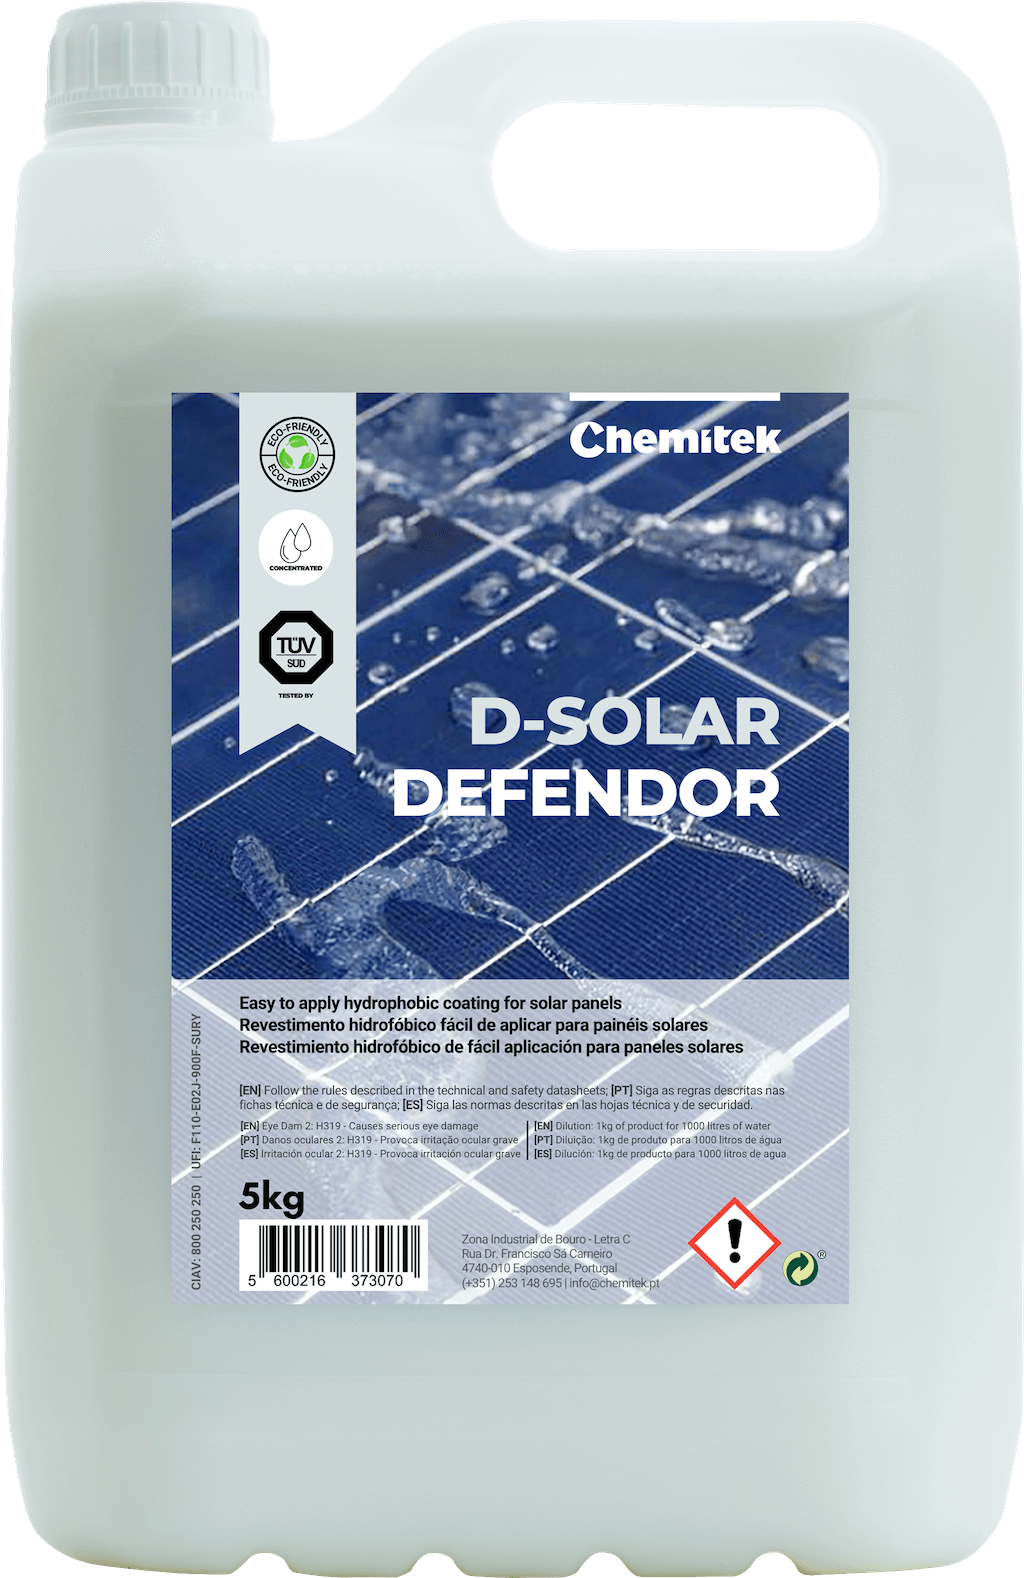 ECO-FRIENDLY
ECO-FRIENDLY
CONCENTRATED
TÜV
SÜD
TESTED BY
Chemitek
D-SOLAR
DEFENDOR
Easy to apply hydrophobic coating for solar panels
Revestimento hidrofóbico fácil de aplicar para painéis solares
Revestimiento hidrofóbico de fácil aplicación para paneles solares
[EN] Follow the rules described in the technical and safety datasheets; [PT] Siga as regras descritas nas
fichas técnica e de segurança; [ES] Siga las normas descritas en las hojas técnica y de securidad.
[EN] Eye Dam 2: H319 - Causes serious eye damage
[PT] Danos oculares 2: H319 - Provoca irritação ocular grave
[ES] Irritación ocular 2: H319 - Provoca irritación ocular grave
[EN] Dilution: 1kg of product for 1000 litres of water
[PT] Diluição: 1kg de produto para 1000 litros de água
[ES] Dilución: 1kg de producto para 1000 litros de agua
CIAV: 800 250 250 | UFI: F110-E02J-900F-SURY
5kg
5 600216 373070
Zona Industrial de Bouro - Letra C
Rua Dr. Francisco Sá Carneiro
4740-010 Esposende, Portugal
(+351) 253 148 695 | info@chemitek.pt
®